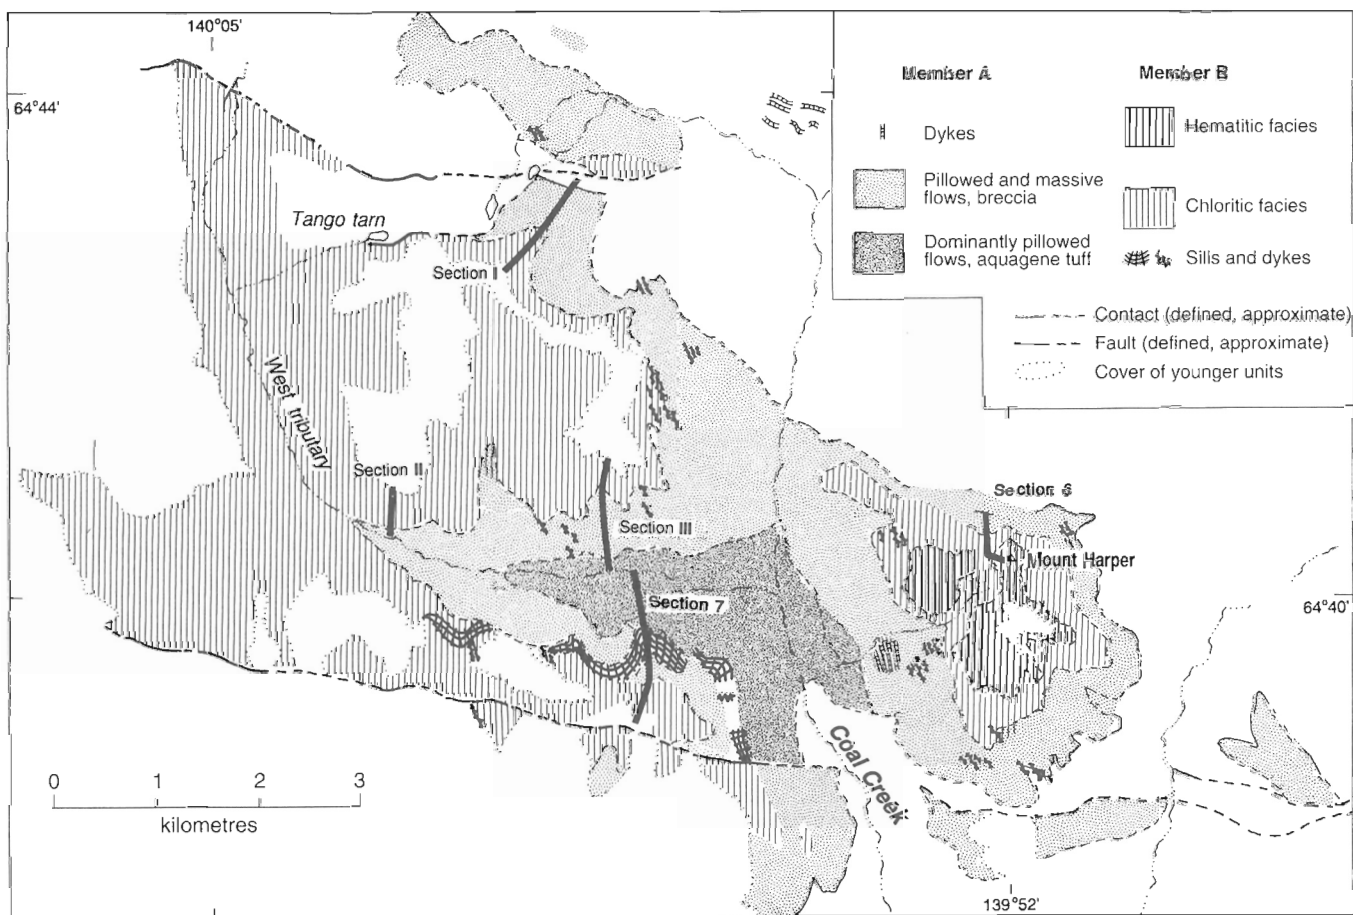 140°05'
64°44'
Member A
Member B
Dykes
Hematitic facies
Pillowed and massive
flows, breccia
Chloritic facies
Dominantly pillowed
flows, aquagene tuff
Sills and dykes
Contact (defined, approximate)
Fault (defined, approximate)
Cover of younger units
Tango tarn
Section I
West tributary
Section II
Section III
Section 6
Mount Harper
Section 7
64°40'
Coal Creek
0 1 2 3
kilometres
139°52'